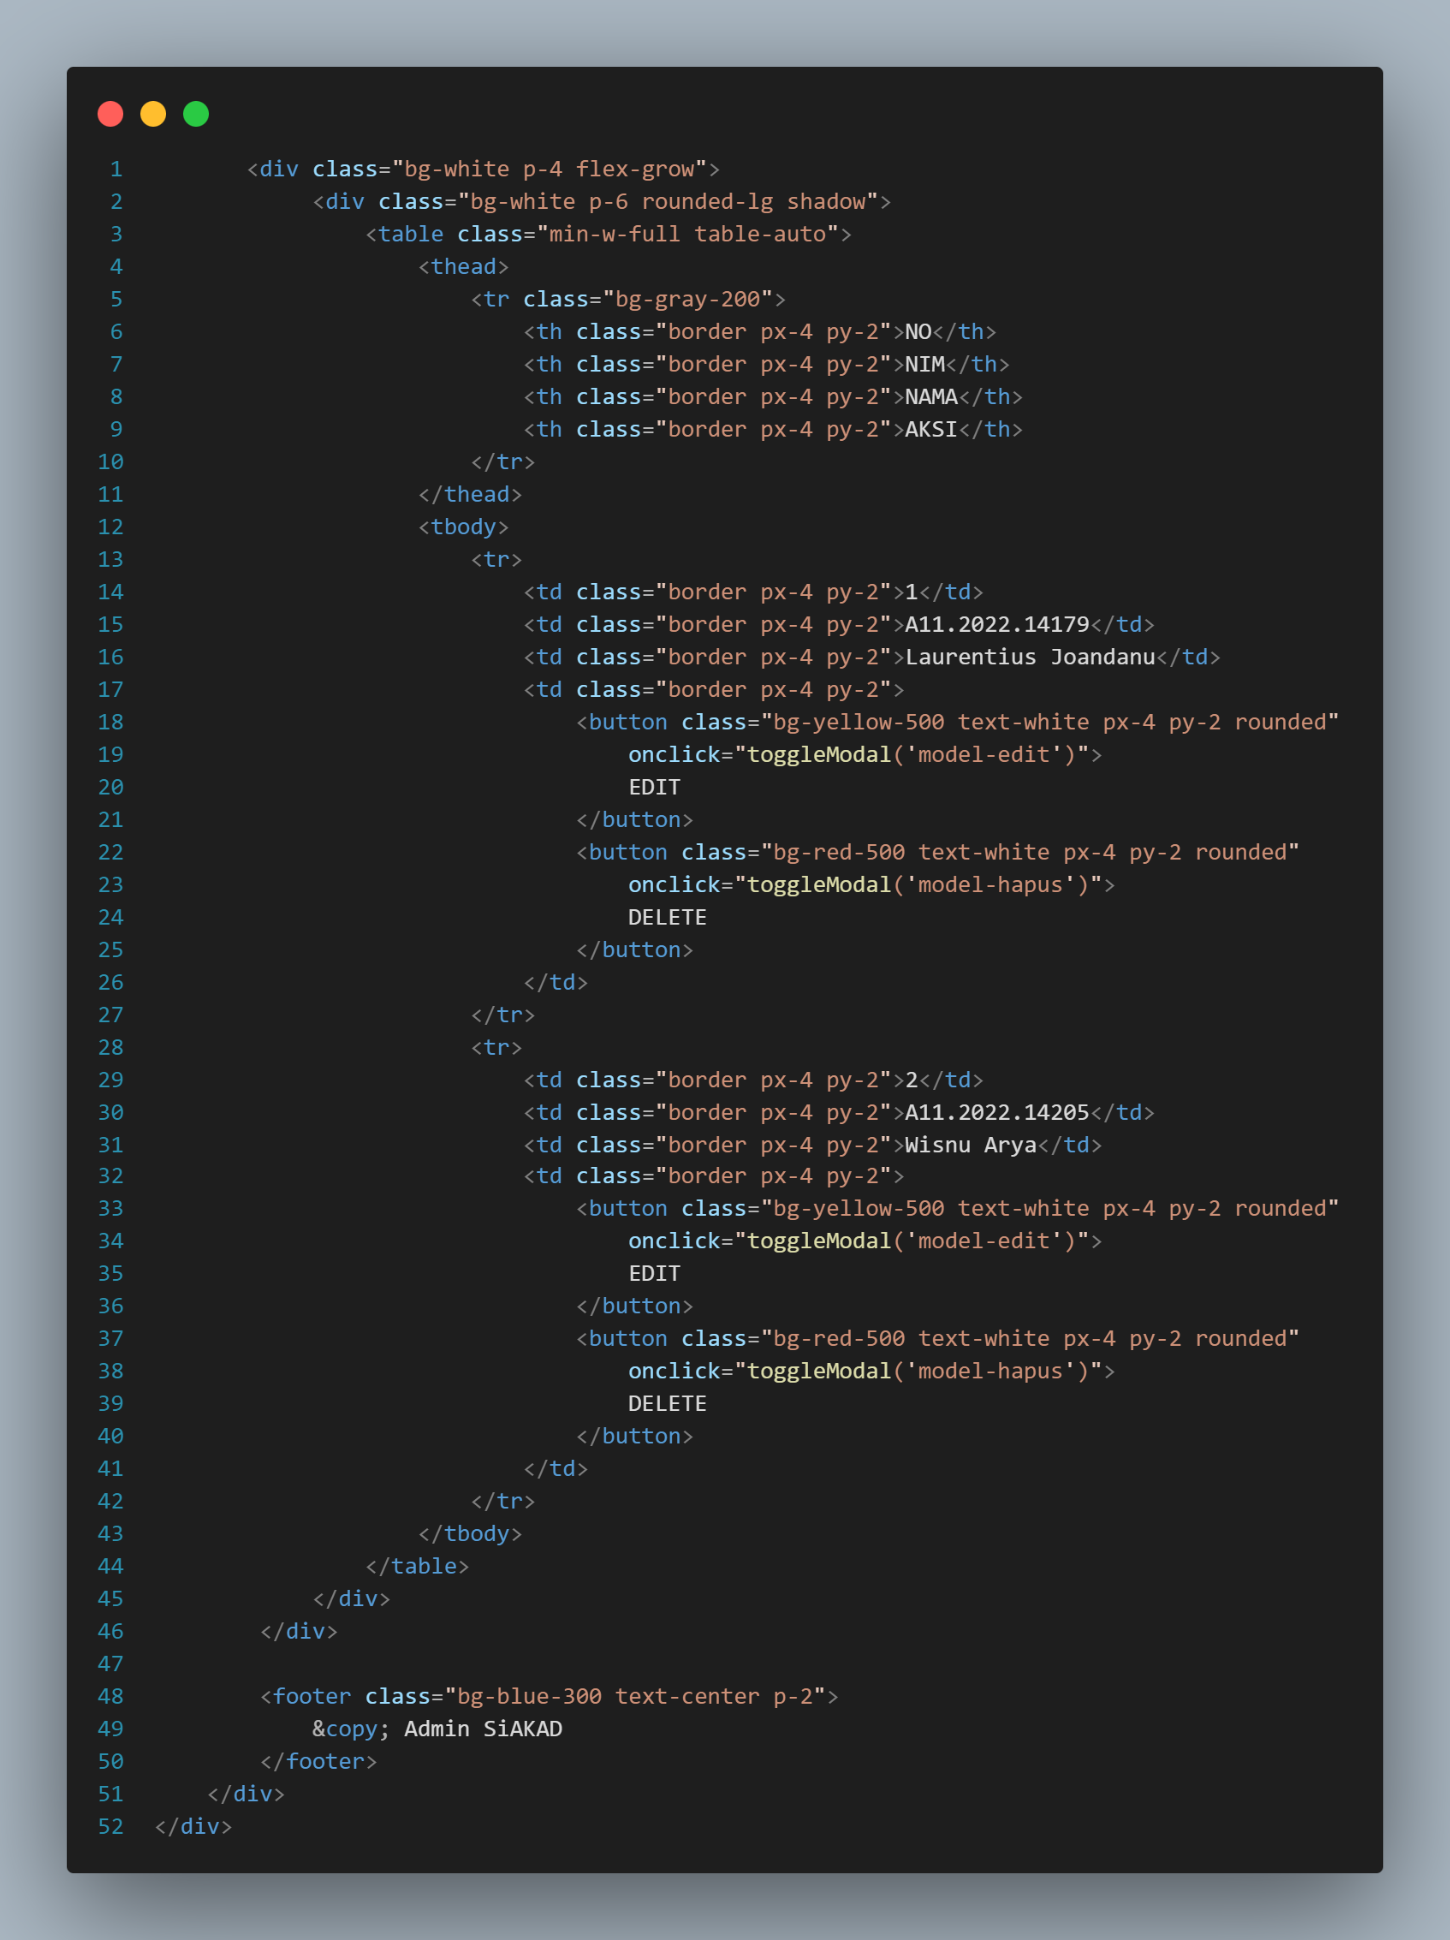 1 <div class="bg-white p-4 flex-grow">
2 <div class="bg-white p-6 rounded-lg shadow">
3 <table class="min-w-full table-auto">
4 <thead>
5 <tr class="bg-gray-200">
6 <th class="border px-4 py-2">NO</th>
7 <th class="border px-4 py-2">NIM</th>
8 <th class="border px-4 py-2">NAMA</th>
9 <th class="border px-4 py-2">AKSI</th>
10 </tr>
11 </thead>
12 <tbody>
13 <tr>
14 <td class="border px-4 py-2">1</td>
15 <td class="border px-4 py-2">A11.2022.14179</td>
16 <td class="border px-4 py-2">Laurentius Joandanu</td>
17 <td class="border px-4 py-2">
18 <button class="bg-yellow-500 text-white px-4 py-2 rounded"
19 onclick="toggleModal('model-edit')">
20 EDIT
21 </button>
22 <button class="bg-red-500 text-white px-4 py-2 rounded"
23 onclick="toggleModal('model-hapus')">
24 DELETE
25 </button>
26 </td>
27 </tr>
28 <tr>
29 <td class="border px-4 py-2">2</td>
30 <td class="border px-4 py-2">A11.2022.14205</td>
31 <td class="border px-4 py-2">Wisnu Arya</td>
32 <td class="border px-4 py-2">
33 <button class="bg-yellow-500 text-white px-4 py-2 rounded"
34 onclick="toggleModal('model-edit')">
35 EDIT
36 </button>
37 <button class="bg-red-500 text-white px-4 py-2 rounded"
38 onclick="toggleModal('model-hapus')">
39 DELETE
40 </button>
41 </td>
42 </tr>
43 </tbody>
44 </table>
45 </div>
46 </div>
47
48 <footer class="bg-blue-300 text-center p-2">
49 &copy; Admin SiAKAD
50 </footer>
51 </div>
52 </div>